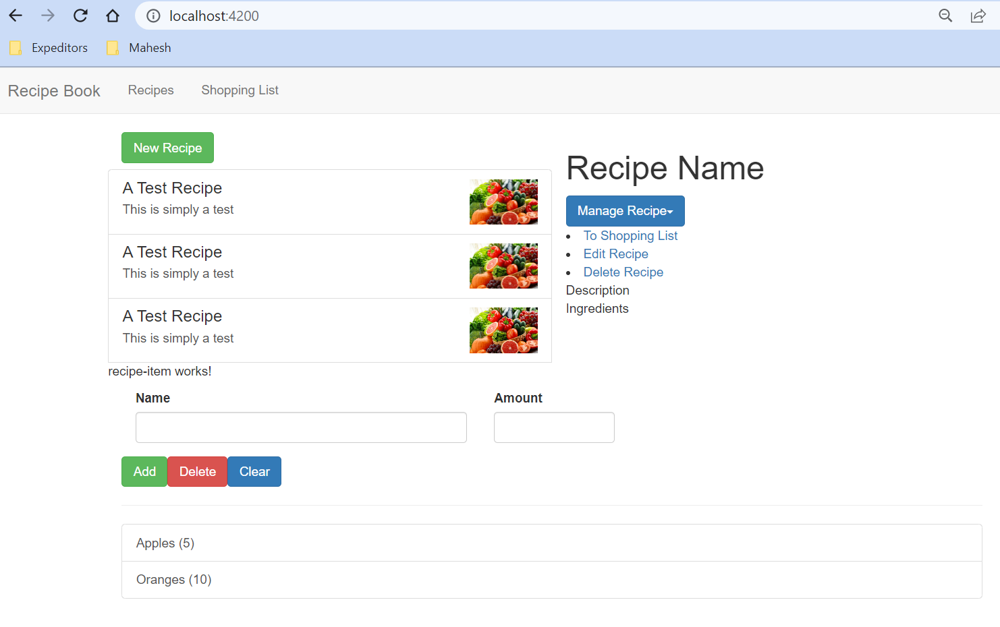 localhost:4200
Expeditors Mahesh
Recipe Book Recipes Shopping List
New Recipe
A Test Recipe
This is simply a test
A Test Recipe
This is simply a test
A Test Recipe
This is simply a test
recipe-item works!
Recipe Name
Manage Recipe
To Shopping List
Edit Recipe
Delete Recipe
Description
Ingredients
Name Amount
Add Delete Clear
Apples (5)
Oranges (10)